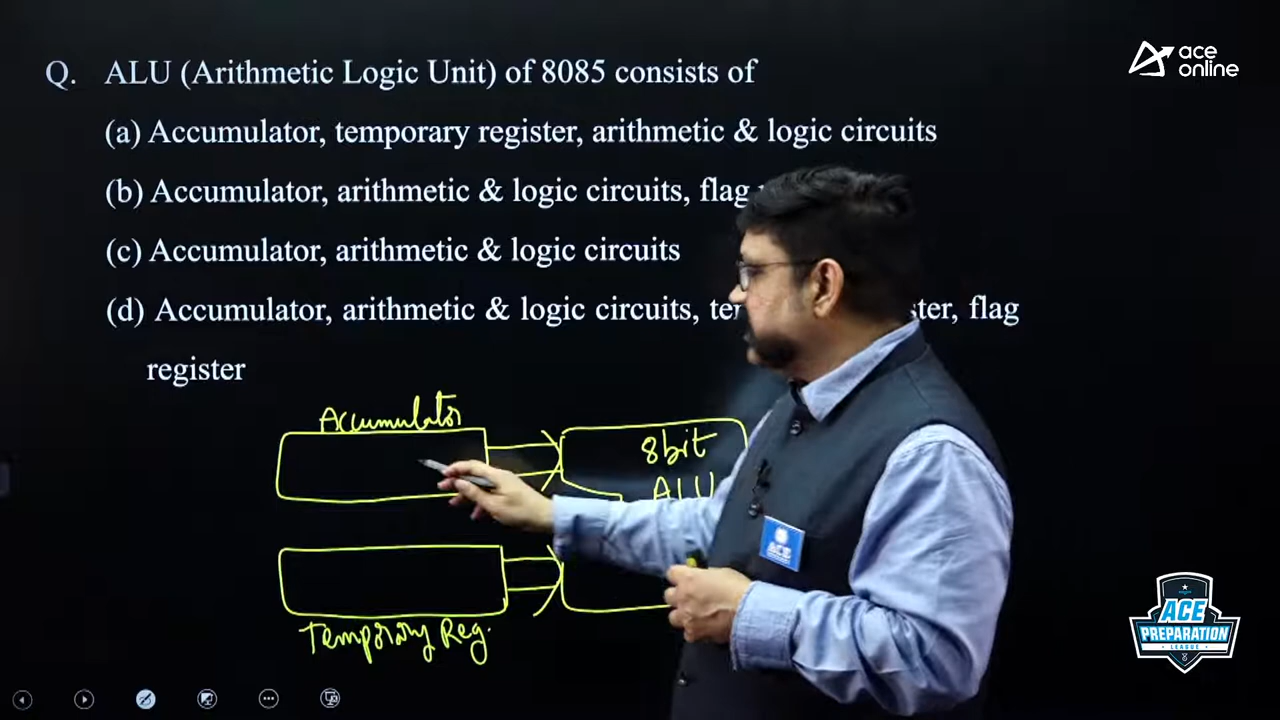 Q. ALU (Arithmetic Logic Unit) of 8085 consists of
(a) Accumulator, temporary register, arithmetic & logic circuits
(b) Accumulator, arithmetic & logic circuits, flag
(c) Accumulator, arithmetic & logic circuits
(d) Accumulator, arithmetic & logic circuits, flag
register
Accumulator
8bit
ALU
Temporary Reg.
ace
online
ACE
ACE
PREPARATION
LEAGUE